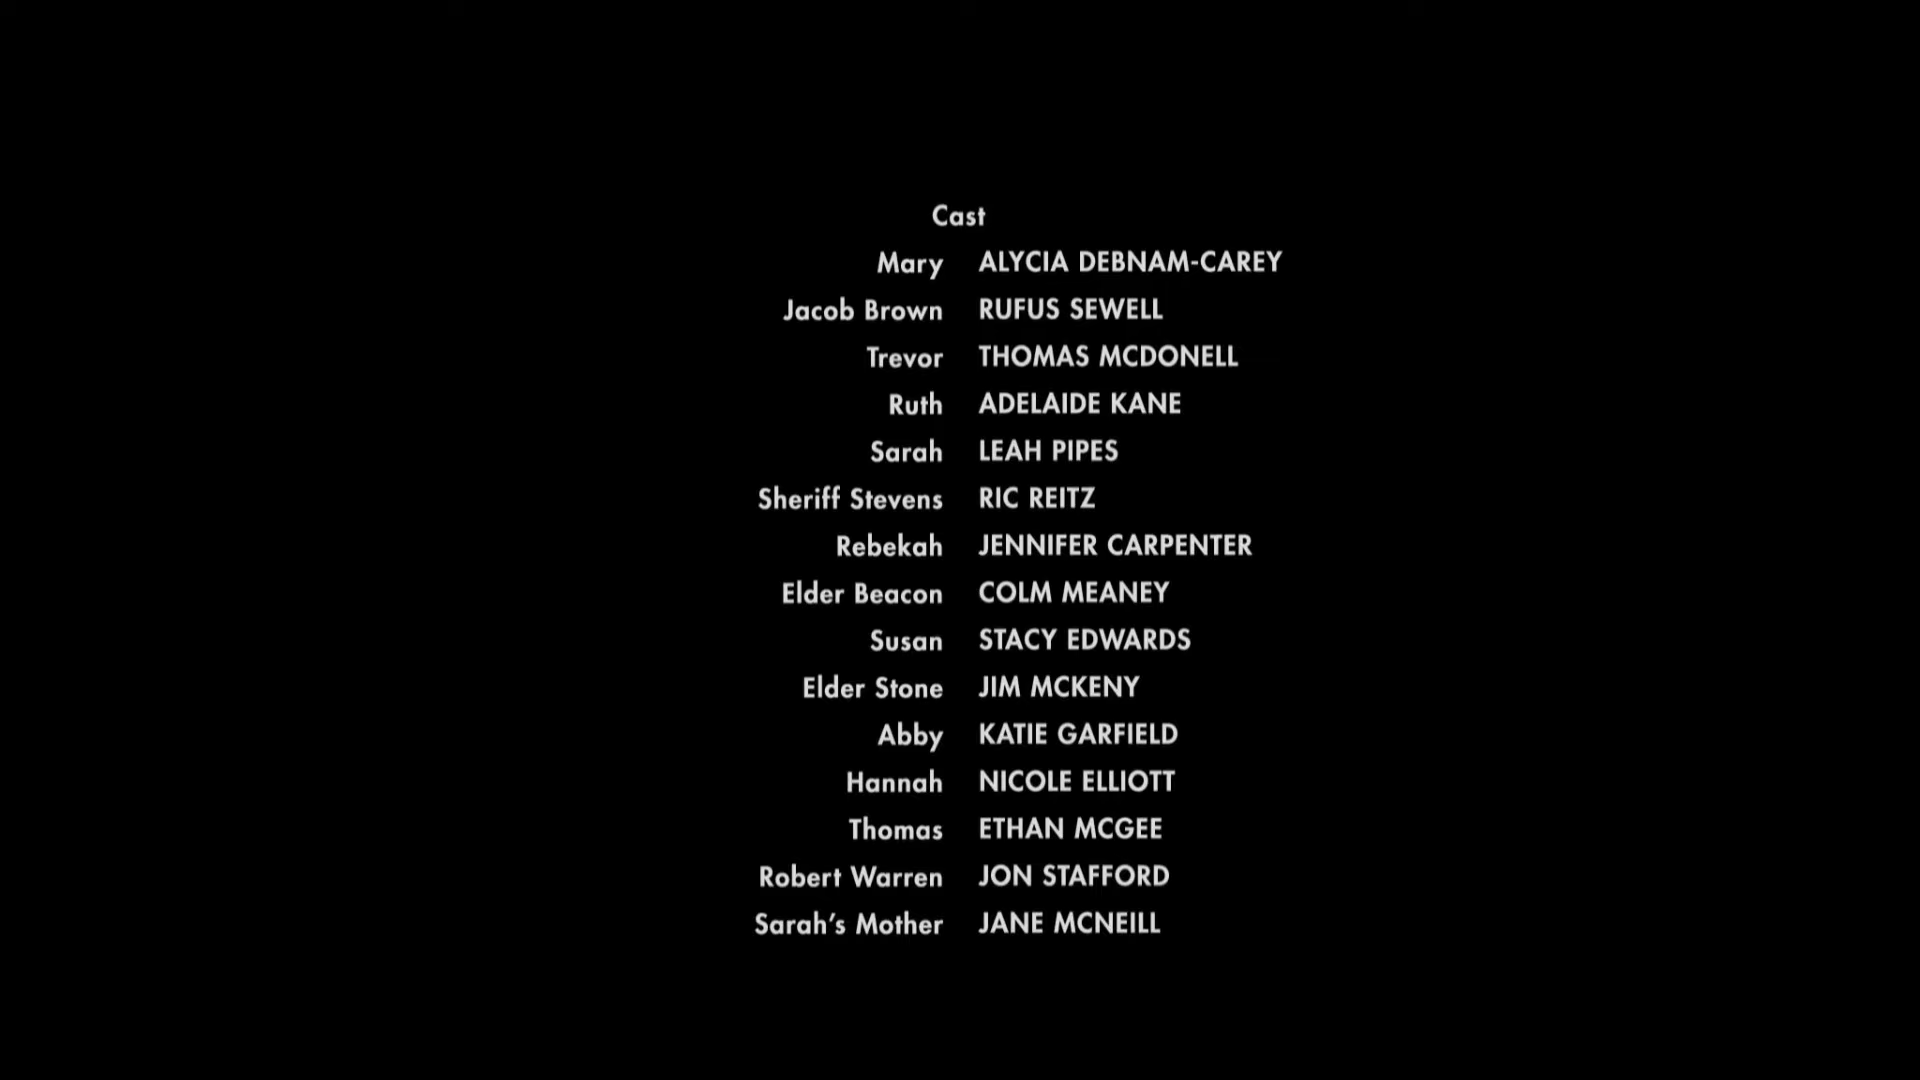 Cast
Mary ALYCIA DEBNAM-CAREY
Jacob Brown RUFUS SEWELL
Trevor THOMAS MCDONELL
Ruth ADELAIDE KANE
Sarah LEAH PIPES
Sheriff Stevens RIC REITZ
Rebekah JENNIFER CARPENTER
Elder Beacon COLM MEANEY
Susan STACY EDWARDS
Elder Stone JIM MCKENY
Abby KATIE GARFIELD
Hannah NICOLE ELLIOTT
Thomas ETHAN MCGEE
Robert Warren JON STAFFORD
Sarah’s Mother JANE MCNEILL